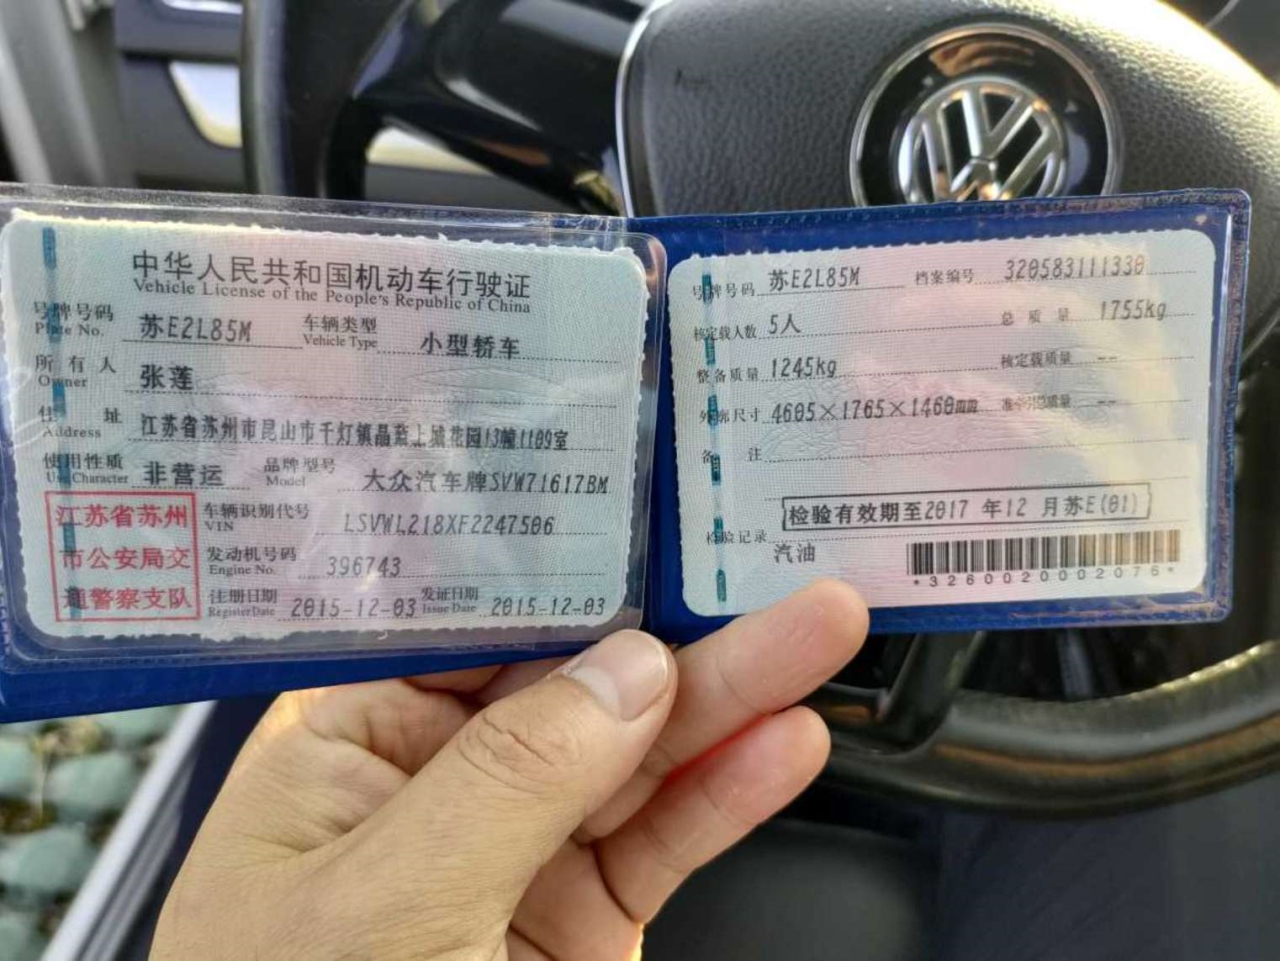 中华人民共和国机动车行驶证
Vehicle License of the People's Republic of China
号牌号码 苏E2L85M 车辆类型 小型轿车
Plate No. Vehicle Type
所有人 张莲
Owner
住址 江苏省苏州市昆山市千灯镇晶蓝上城花园13幢1109室
Address
使用性质 非营运 品牌型号 大众汽车牌SVW71617BM
Use Character Model
江苏省苏州
市公安局交
通警察支队
车辆识别代号 LSVWL218XF2247506
VIN
发动机号码 396743
Engine No.
注册日期 2015-12-03 发证日期 2015-12-03
Register Date Issue Date
号牌号码 苏E2L85M 档案编号 320583111330
核定载人数 5人 总质量 1755kg
整备质量 1245kg 核定载质量 --
外廓尺寸 4605×1765×1460mm 准牵引总质量 --
备注
检验有效期至2017 年12 月苏E(01)
检验记录
汽油
*3260020002076*